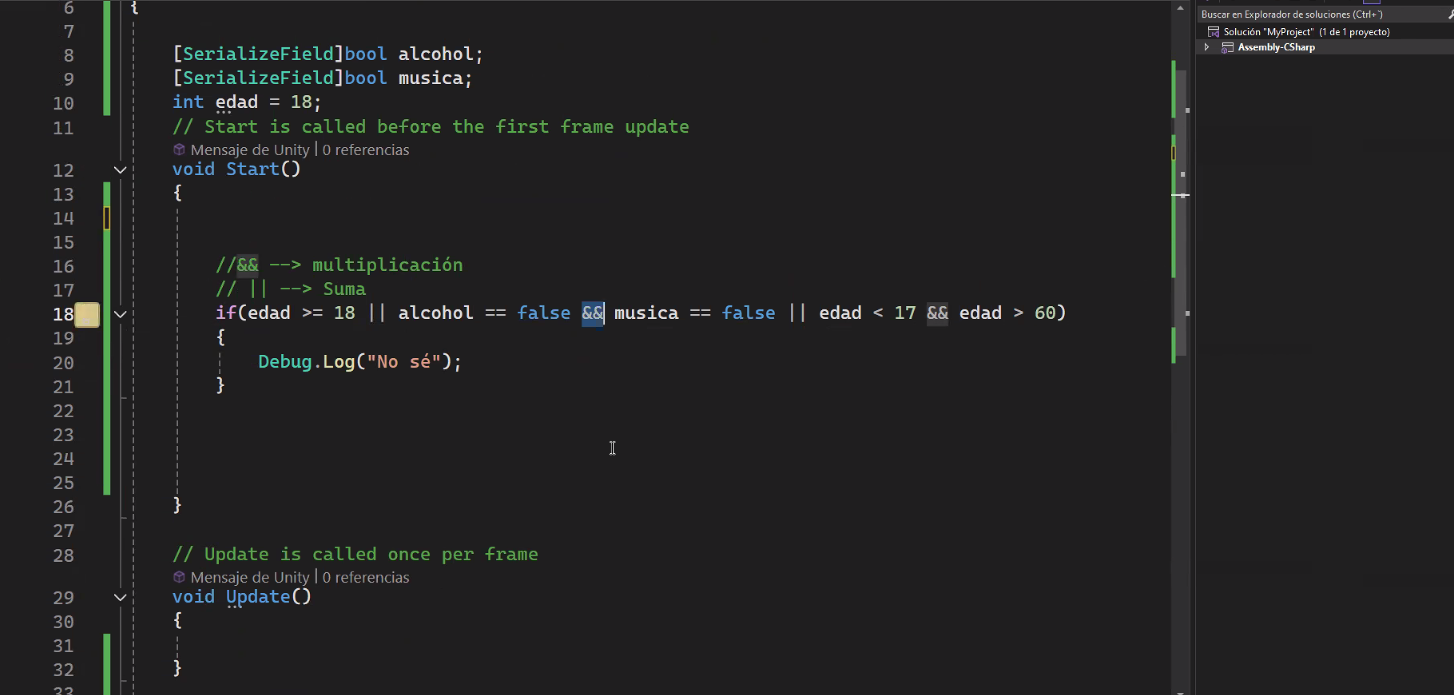 6 {
7
8 [SerializeField]bool alcohol;
9 [SerializeField]bool musica;
10 int edad = 18;
11 // Start is called before the first frame update
Mensaje de Unity | 0 referencias
12 void Start()
13 {
14
15
16 //&& --> multiplicación
17 // || --> Suma
18 if(edad >= 18 || alcohol == false && musica == false || edad < 17 && edad > 60)
19 {
20 Debug.Log("No sé");
21 }
22
23
24
25
26 }
27
28 // Update is called once per frame
Mensaje de Unity | 0 referencias
29 void Update()
30 {
31
32 }
33
Buscar en Explorador de soluciones (Ctrl+´)
Solución "MyProject" (1 de 1 proyecto)
Assembly-CSharp